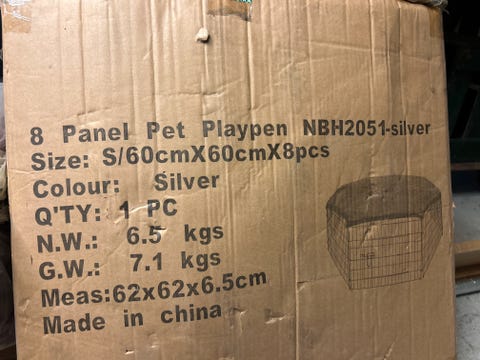 8 Panel Pet Playpen NBH2051-silver
Size: S/60cmX60cmX8pcs
Colour: Silver
Q'TY: 1 PC
N.W.: 6.5 kgs
G.W.: 7.1 kgs
Meas:62x62x6.5cm
Made in china